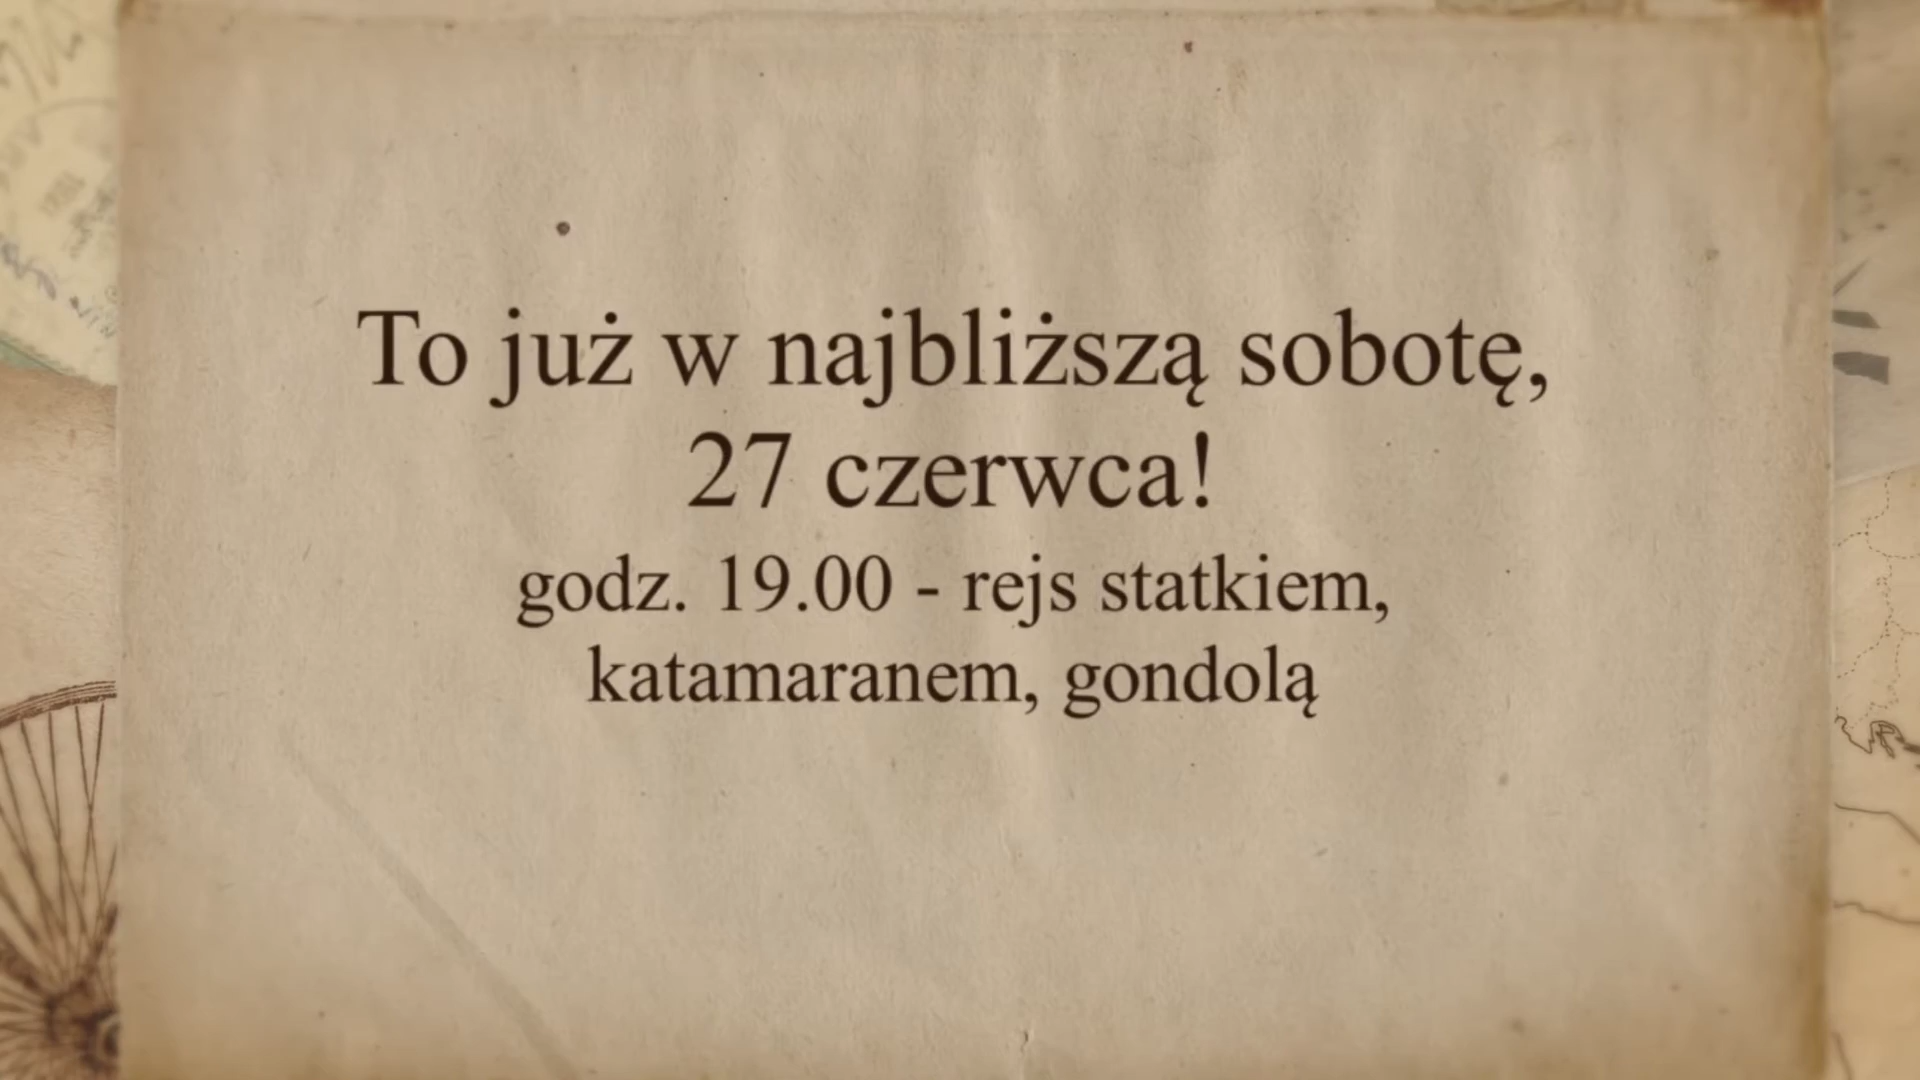 To już w najbliższą sobotę,
27 czerwca!
godz. 19.00 - rejs statkiem,
katamaranem, gondolą